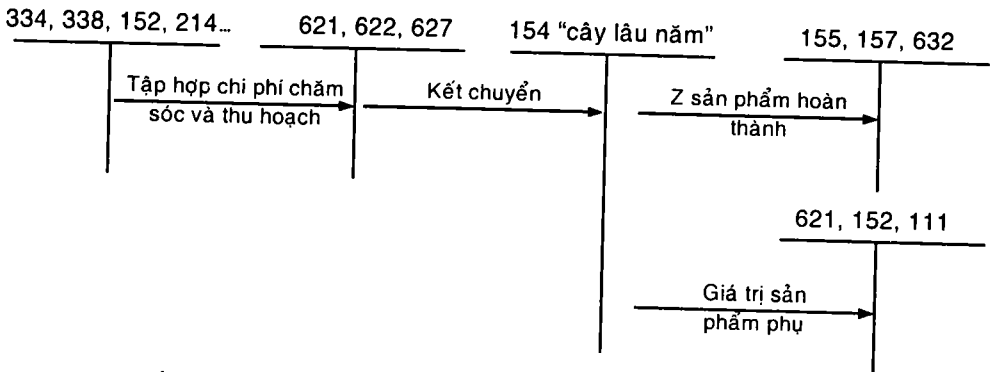 334, 338, 152, 214...
621, 622, 627
154 “cây lâu năm”
155, 157, 632
Tập hợp chi phí chăm
sóc và thu hoạch
Kết chuyển
Z sản phẩm hoàn
thành
621, 152, 111
Giá trị sản
phẩm phụ